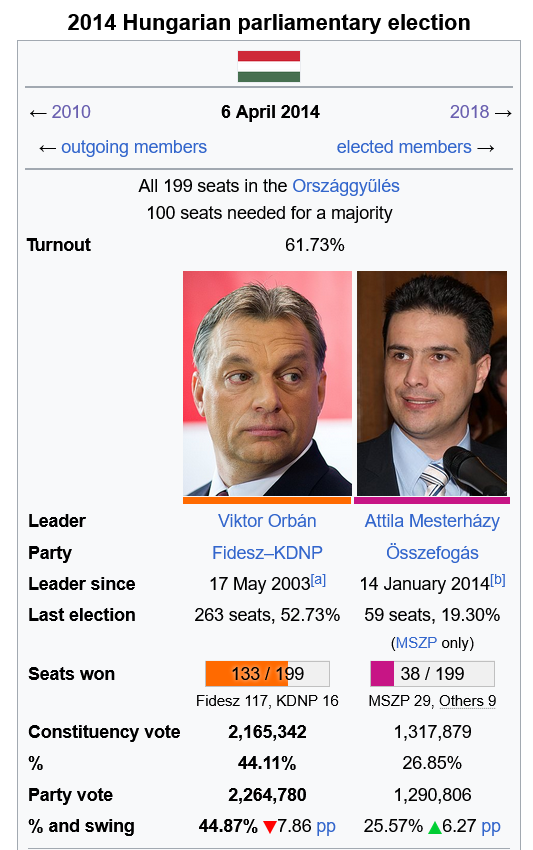 2014 Hungarian parliamentary election
← 2010 6 April 2014 2018 →
← outgoing members elected members →
All 199 seats in the Országgyűlés
100 seats needed for a majority
Turnout 61.73%
Leader Viktor Orbán Attila Mesterházy
Party Fidesz–KDNP Összefogás
Leader since 17 May 2003[a] 14 January 2014[b]
Last election 263 seats, 52.73% 59 seats, 19.30%
(MSZP only)
Seats won 133 / 199 38 / 199
Fidesz 117, KDNP 16 MSZP 29, Others 9
Constituency vote 2,165,342 1,317,879
% 44.11% 26.85%
Party vote 2,264,780 1,290,806
% and swing 44.87% ▼7.86 pp 25.57% ▲6.27 pp